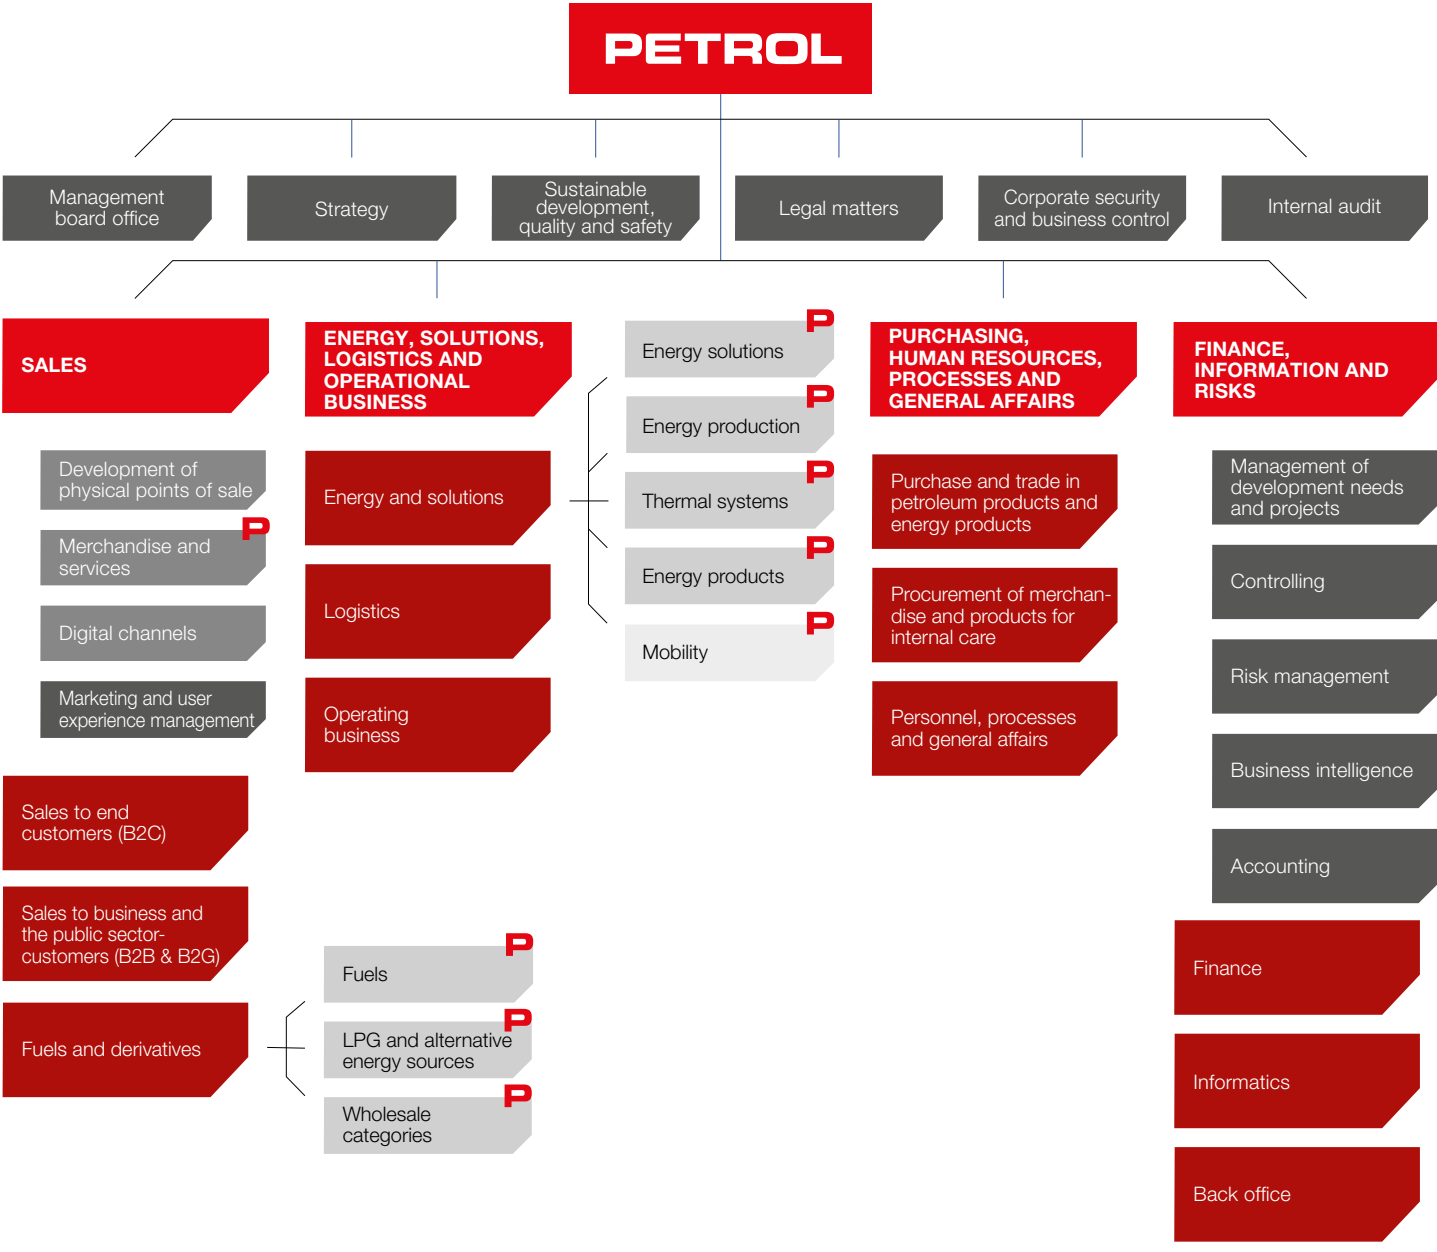 PETROL
Management
board office
Strategy
Sustainable
development,
quality and safety
Legal matters
Corporate security
and business control
Internal audit
SALES
Development of
physical points of sale
P
Merchandise and
services
Digital channels
Marketing and user
experience management
Sales to end
customers (B2C)
Sales to business and
the public sector-
customers (B2B & B2G)
Fuels and derivatives
P
Fuels
P
LPG and alternative
energy sources
P
Wholesale
categories
ENERGY, SOLUTIONS,
LOGISTICS AND
OPERATIONAL
BUSINESS
Energy and solutions
Logistics
Operating
business
P
Energy solutions
P
Energy production
P
Thermal systems
P
Energy products
P
Mobility
PURCHASING,
HUMAN RESOURCES,
PROCESSES AND
GENERAL AFFAIRS
Purchase and trade in
petroleum products and
energy products
Procurement of merchan-
dise and products for
internal care
Personnel, processes
and general affairs
FINANCE,
INFORMATION AND
RISKS
Management of
development needs
and projects
Controlling
Risk management
Business intelligence
Accounting
Finance
Informatics
Back office